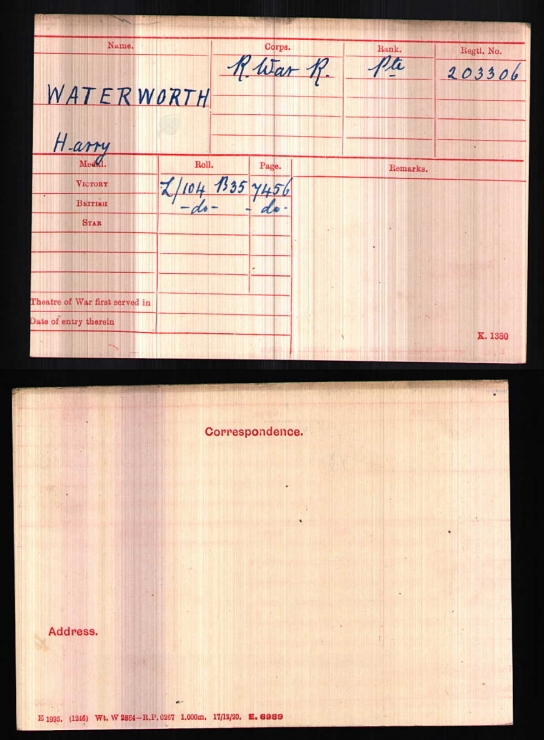 Name. Corps. Rank. Regtl. No.
R. War R. Pte 203306
WATERWORTH
Harry
Medal. Roll. Page. Remarks.
VICTORY L/104 B35 7456
BRITISH -do- -do-
STAR
Theatre of War first served in
Date of entry therein
K. 1380
Correspondence.
Address.
E 1935. (1246) Wt. W 2864—R.P. 6267 1,000m. 17/12/20. E. 6989